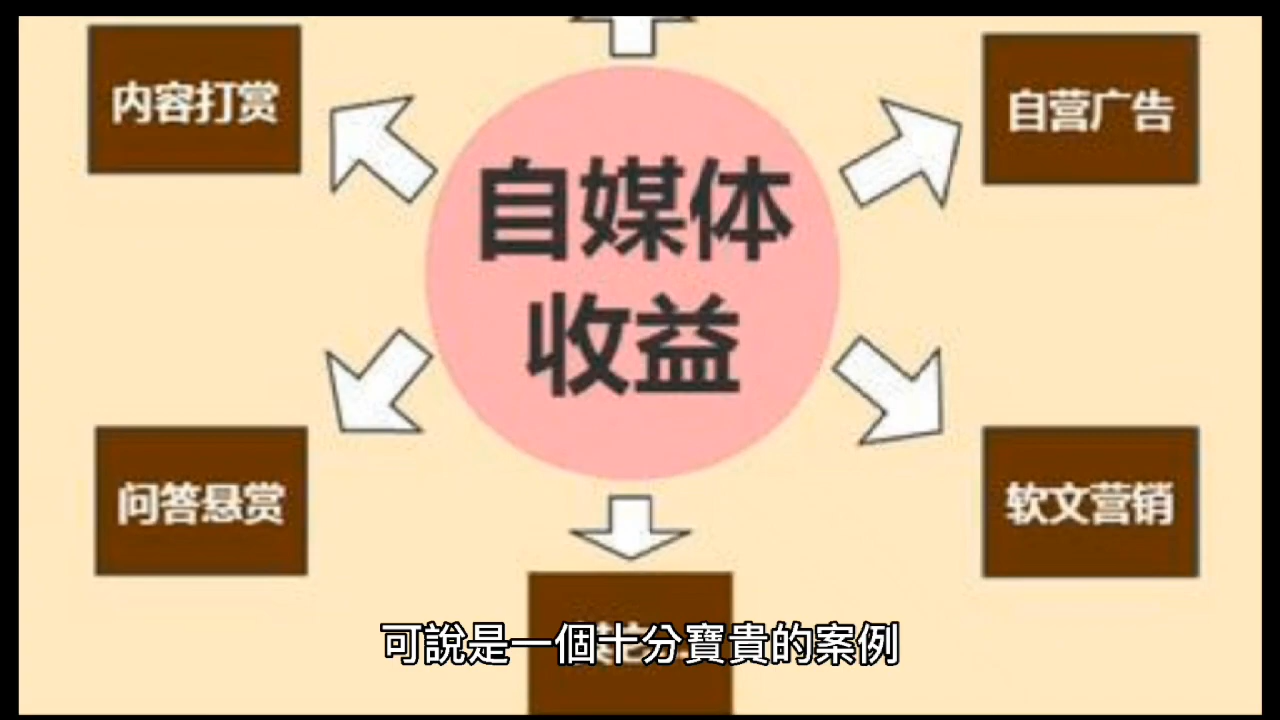 内容打赏
自营广告
自媒体
收益
问答悬赏
软文营销
可說是一個十分寶貴的案例